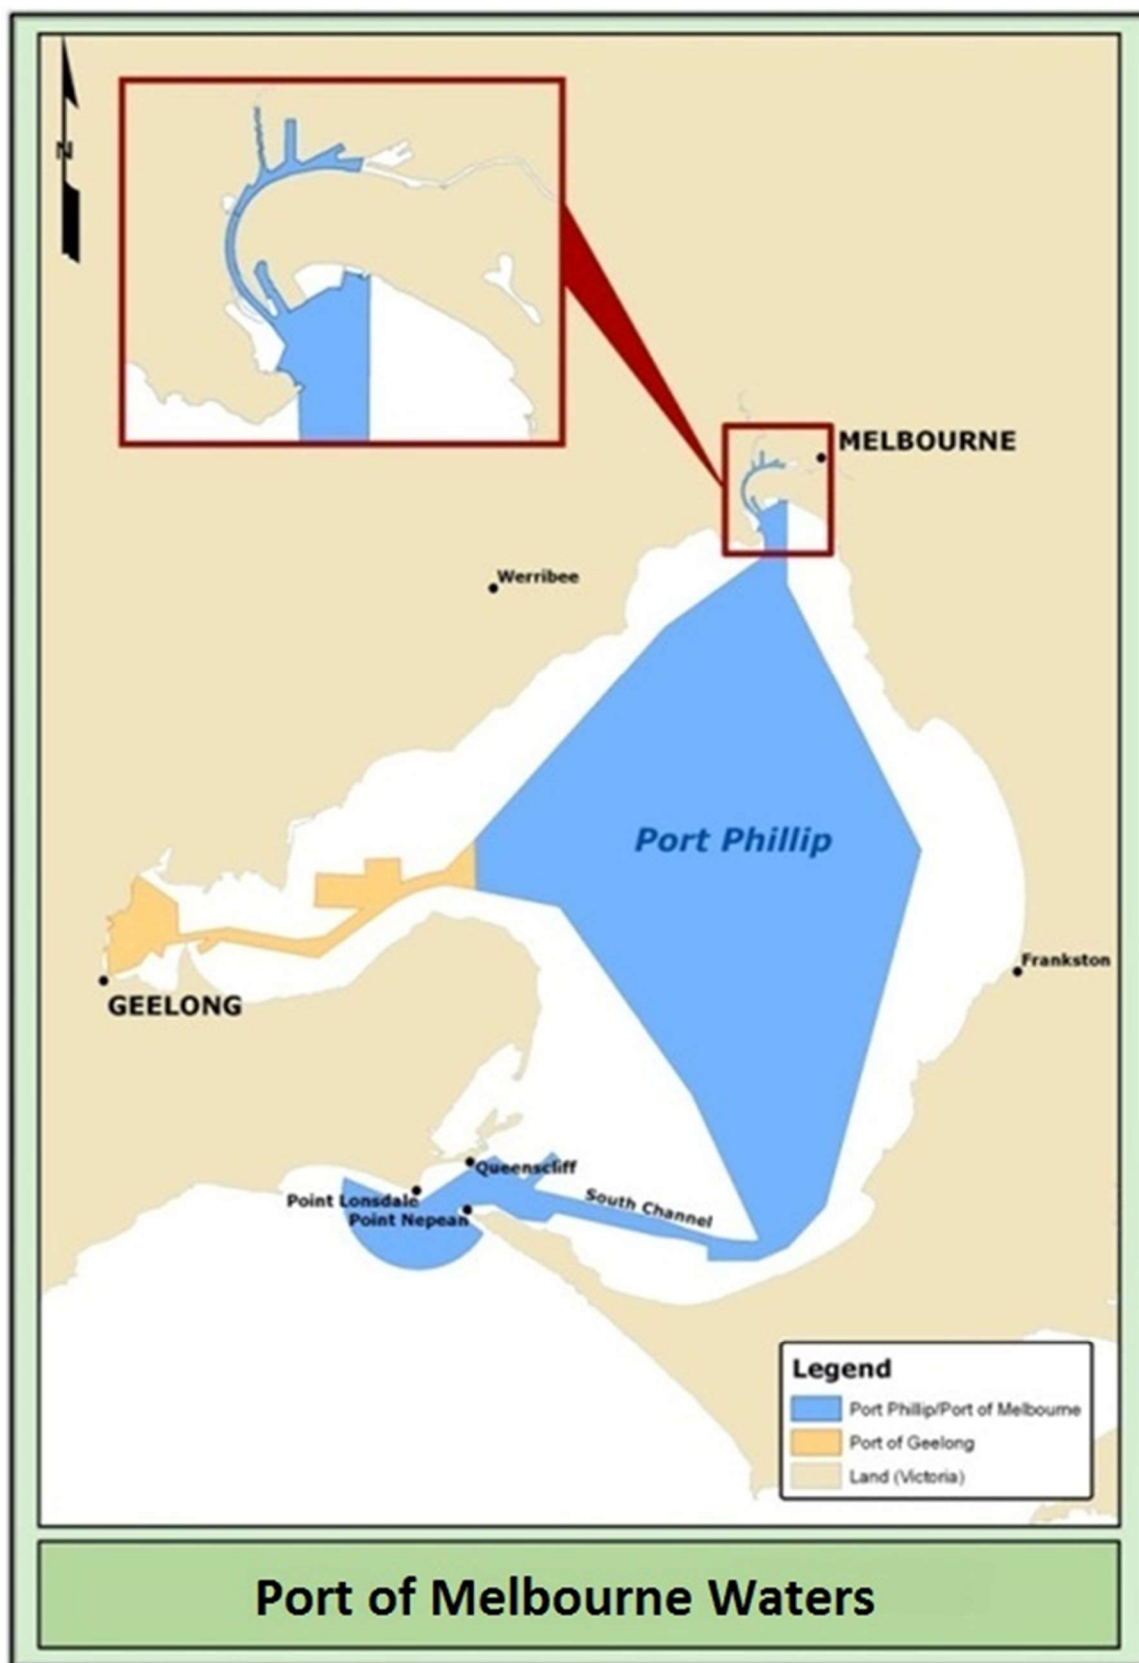 N
MELBOURNE
Werribee
Port Phillip
Frankston
GEELONG
Queenscliff
Point Lonsdale
South Channel
Point Nepean
Legend
Port Phillip/Port of Melbourne
Port of Geelong
Land (Victoria)
Port of Melbourne Waters